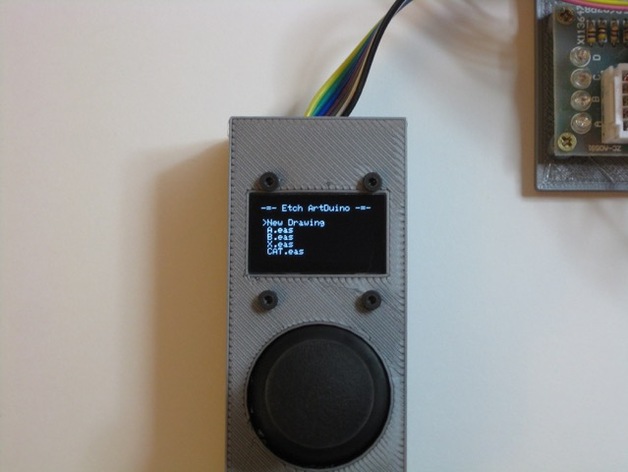 -=- Etch ArtDuino -=-
>New Drawing
A.eas
B.eas
X.eas
CAT.eas
D
C
B
A